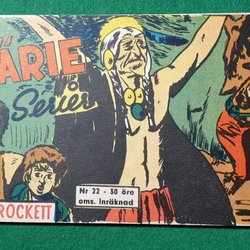 ÄRIE
Serier
Nr 22 - 30 öre
oms. inräknad
ROCKETT